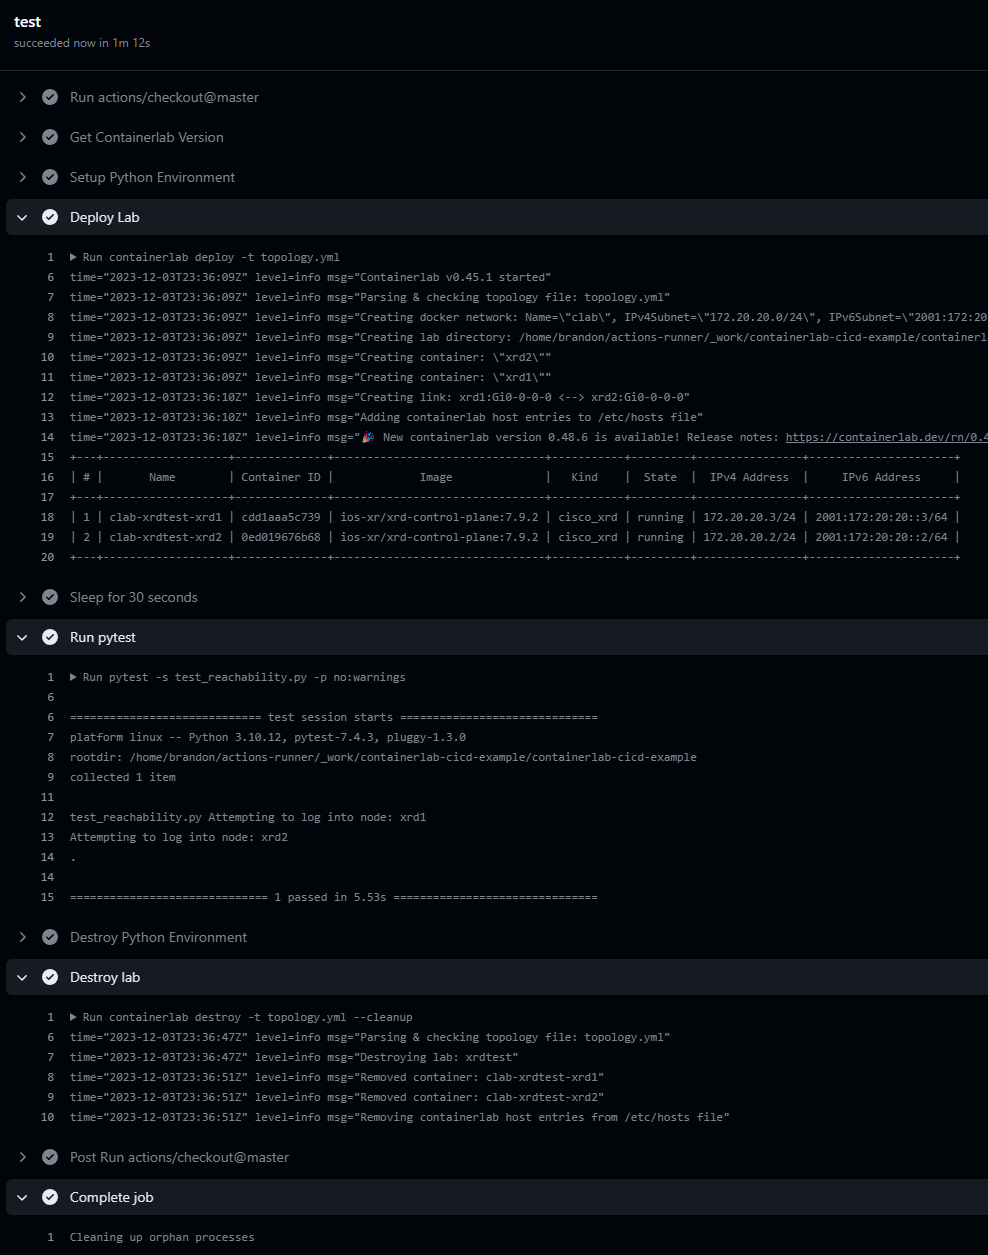 test
succeeded now in 1m 12s
Run actions/checkout@master
Get Containerlab Version
Setup Python Environment
Deploy Lab
1 Run containerlab deploy -t topology.yml
6 time="2023-12-03T23:36:09Z" level=info msg="Containerlab v0.45.1 started"
7 time="2023-12-03T23:36:09Z" level=info msg="Parsing & checking topology file: topology.yml"
8 time="2023-12-03T23:36:09Z" level=info msg="Creating docker network: Name=\"clab\", IPv4Subnet=\"172.20.20.0/24\", IPv6Subnet=\"2001:172:20
9 time="2023-12-03T23:36:09Z" level=info msg="Creating lab directory: /home/brandon/actions-runner/_work/containerlab-cicd-example/containerl
10 time="2023-12-03T23:36:09Z" level=info msg="Creating container: \"xrd2\""
11 time="2023-12-03T23:36:09Z" level=info msg="Creating container: \"xrd1\""
12 time="2023-12-03T23:36:10Z" level=info msg="Creating link: xrd1:Gi0-0-0-0 <--> xrd2:Gi0-0-0-0"
13 time="2023-12-03T23:36:10Z" level=info msg="Adding containerlab host entries to /etc/hosts file"
14 time="2023-12-03T23:36:10Z" level=info msg="🎉 New containerlab version 0.48.6 is available! Release notes: https://containerlab.dev/rn/0.4
15 +---+-------------------+--------------+--------------------------------+-----------+---------+----------------+----------------------+
16 | # |       Name        | Container ID |             Image              |   Kind    |  State  |  IPv4 Address  |     IPv6 Address     |
17 +---+-------------------+--------------+--------------------------------+-----------+---------+----------------+----------------------+
18 | 1 | clab-xrdtest-xrd1 | cdd1aaa5c739 | ios-xr/xrd-control-plane:7.9.2 | cisco_xrd | running | 172.20.20.3/24 | 2001:172:20:20::3/64 |
19 | 2 | clab-xrdtest-xrd2 | 0ed019676b68 | ios-xr/xrd-control-plane:7.9.2 | cisco_xrd | running | 172.20.20.2/24 | 2001:172:20:20::2/64 |
20 +---+-------------------+--------------+--------------------------------+-----------+---------+----------------+----------------------+
Sleep for 30 seconds
Run pytest
1 Run pytest -s test_reachability.py -p no:warnings
6
6 ============================= test session starts ==============================
7 platform linux -- Python 3.10.12, pytest-7.4.3, pluggy-1.3.0
8 rootdir: /home/brandon/actions-runner/_work/containerlab-cicd-example/containerlab-cicd-example
9 collected 1 item
11
12 test_reachability.py Attempting to log into node: xrd1
13 Attempting to log into node: xrd2
14 .
14
15 ============================== 1 passed in 5.53s ===============================
Destroy Python Environment
Destroy lab
1 Run containerlab destroy -t topology.yml --cleanup
6 time="2023-12-03T23:36:47Z" level=info msg="Parsing & checking topology file: topology.yml"
7 time="2023-12-03T23:36:47Z" level=info msg="Destroying lab: xrdtest"
8 time="2023-12-03T23:36:51Z" level=info msg="Removed container: clab-xrdtest-xrd1"
9 time="2023-12-03T23:36:51Z" level=info msg="Removed container: clab-xrdtest-xrd2"
10 time="2023-12-03T23:36:51Z" level=info msg="Removing containerlab host entries from /etc/hosts file"
Post Run actions/checkout@master
Complete job
1 Cleaning up orphan processes